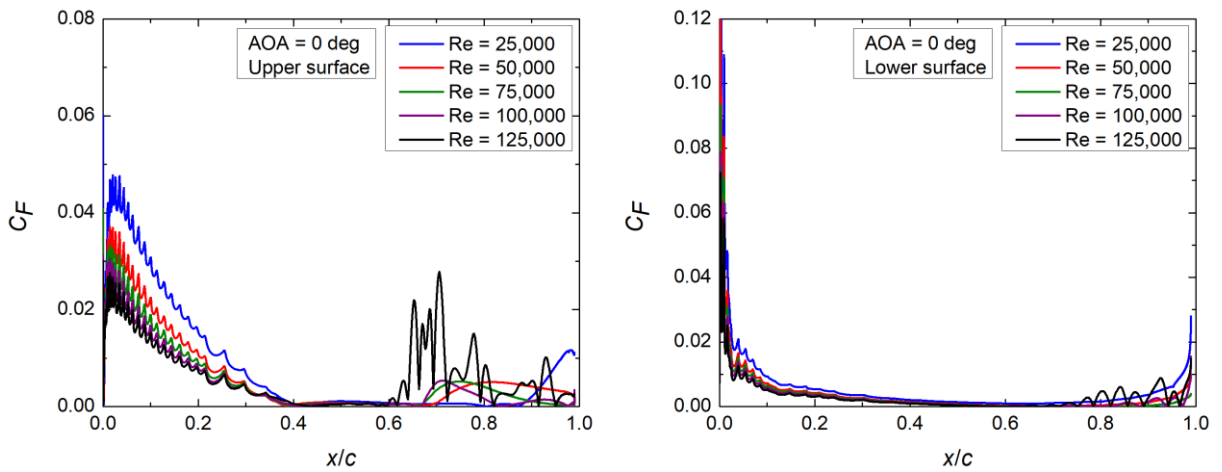 0.08
0.06
0.04
0.02
0.00
C_F
AOA = 0 deg
Upper surface
Re = 25,000
Re = 50,000
Re = 75,000
Re = 100,000
Re = 125,000
0.0 0.2 0.4 0.6 0.8 1.0
x/c
0.12
0.10
0.08
0.06
0.04
0.02
0.00
C_F
AOA = 0 deg
Lower surface
Re = 25,000
Re = 50,000
Re = 75,000
Re = 100,000
Re = 125,000
0.0 0.2 0.4 0.6 0.8 1.0
x/c